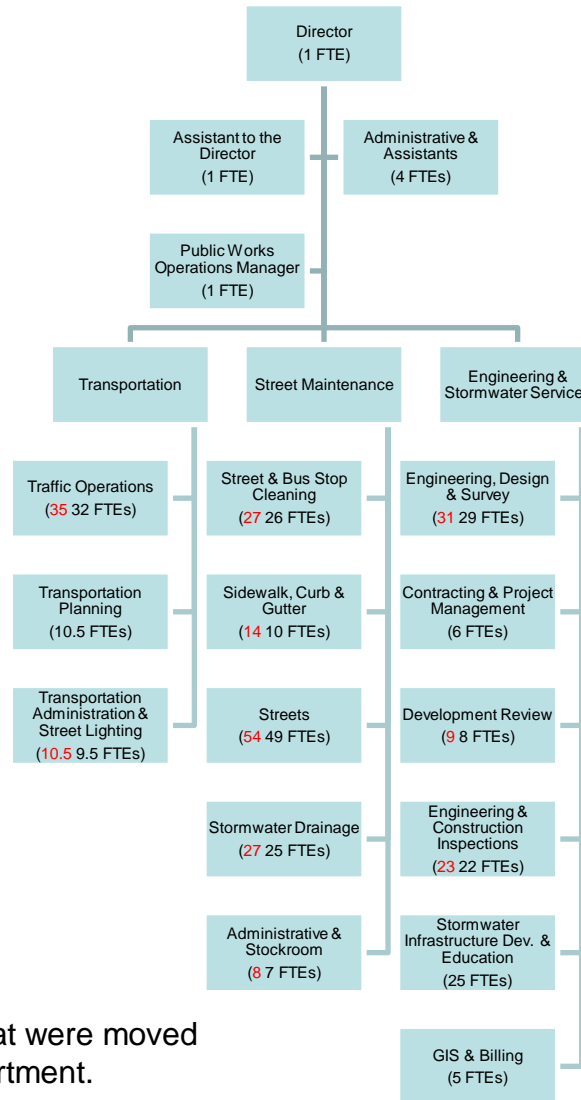 Director
(1 FTE)
Assistant to the
Director
(1 FTE)
Administrative &
Assistants
(4 FTEs)
Public Works
Operations Manager
(1 FTE)
Transportation
Street Maintenance
Engineering &
Stormwater Service
Traffic Operations
(35 32 FTEs)
Transportation
Planning
(10.5 FTEs)
Transportation
Administration &
Street Lighting
(10.5 9.5 FTEs)
Street & Bus Stop
Cleaning
(27 26 FTEs)
Sidewalk, Curb &
Gutter
(14 10 FTEs)
Streets
(54 49 FTEs)
Stormwater Drainage
(27 25 FTEs)
Administrative &
Stockroom
(8 7 FTEs)
Engineering, Design
& Survey
(31 29 FTEs)
Contracting & Project
Management
(6 FTEs)
Development Review
(9 8 FTEs)
Engineering &
Construction
Inspections
(23 22 FTEs)
Stormwater
Infrastructure Dev. &
Education
(25 FTEs)
GIS & Billing
(5 FTEs)
were moved